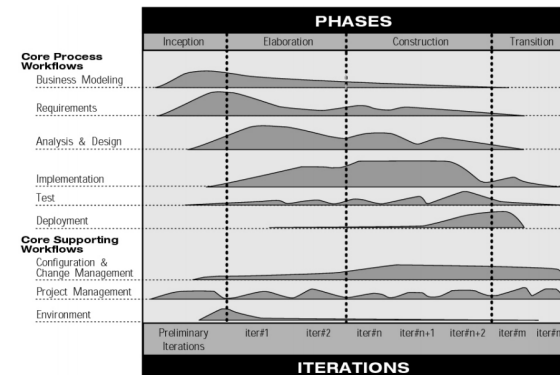 PHASES
Inception Elaboration Construction Transition
Core Process
Workflows
Business Modeling
Requirements
Analysis & Design
Implementation
Test
Deployment
Core Supporting
Workflows
Configuration &
Change Management
Project Management
Environment
Preliminary
Iterations
iter#1 iter#2 iter#n iter#n+1 iter#n+2 iter#m
ITERATIONS